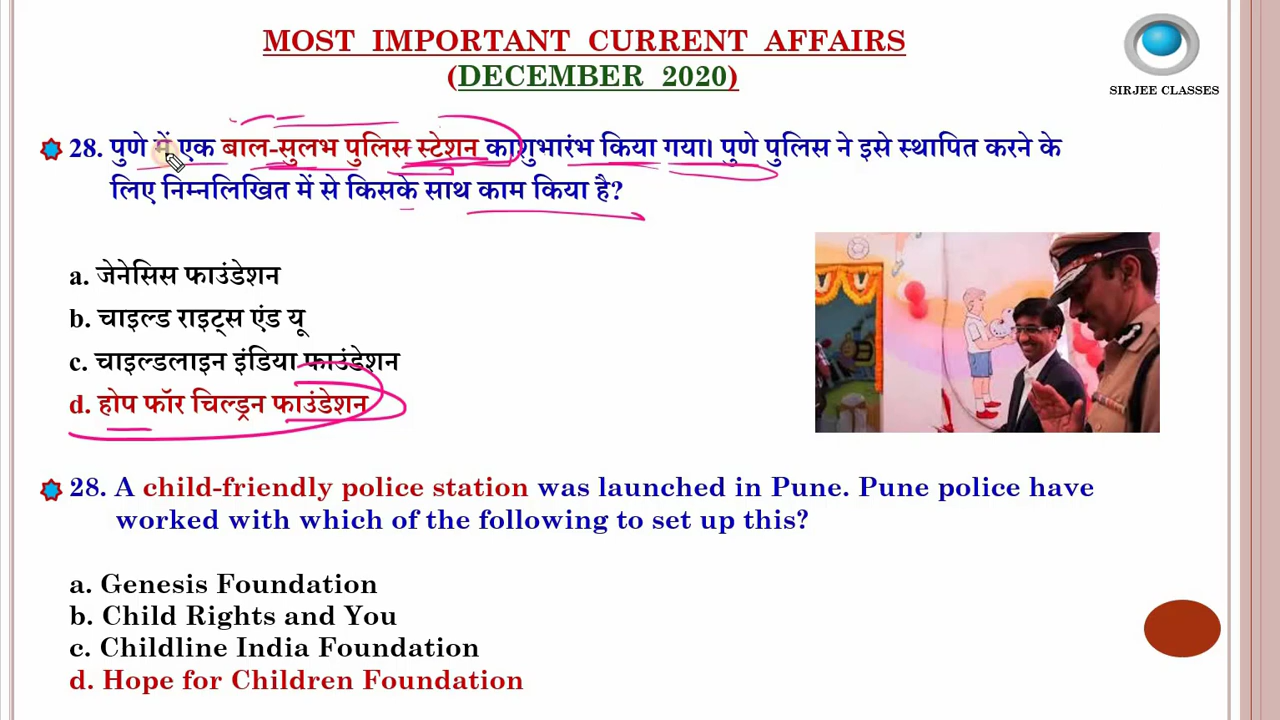 MOST IMPORTANT CURRENT AFFAIRS
(DECEMBER 2020)
SIRJEE CLASSES
28. पुणे में एक बाल-सुलभ पुलिस स्टेशन का शुभारंभ किया गया। पुणे पुलिस ने इसे स्थापित करने के
लिए निम्नलिखित में से किसके साथ काम किया है?
a. जेनेसिस फाउंडेशन
b. चाइल्ड राइट्स एंड यू
c. चाइल्डलाइन इंडिया फाउंडेशन
d. होप फॉर चिल्ड्रन फाउंडेशन
28. A child-friendly police station was launched in Pune. Pune police have
worked with which of the following to set up this?
a. Genesis Foundation
b. Child Rights and You
c. Childline India Foundation
d. Hope for Children Foundation